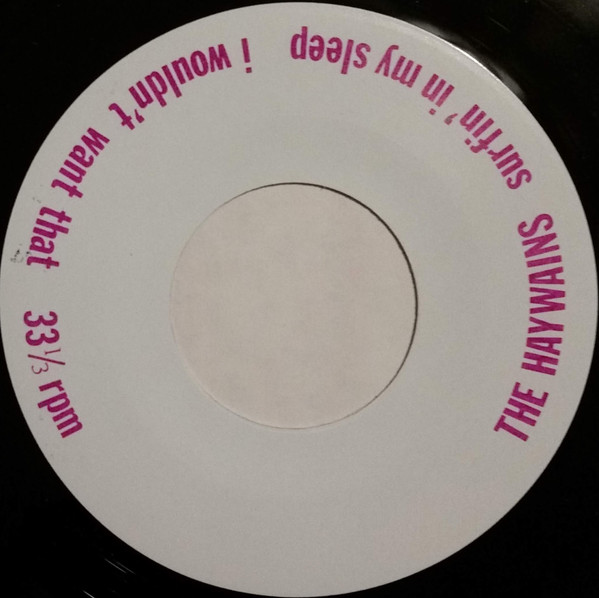 THE HAYWAINS surfin' in my sleep i wouldn't want that 33⅓ rpm